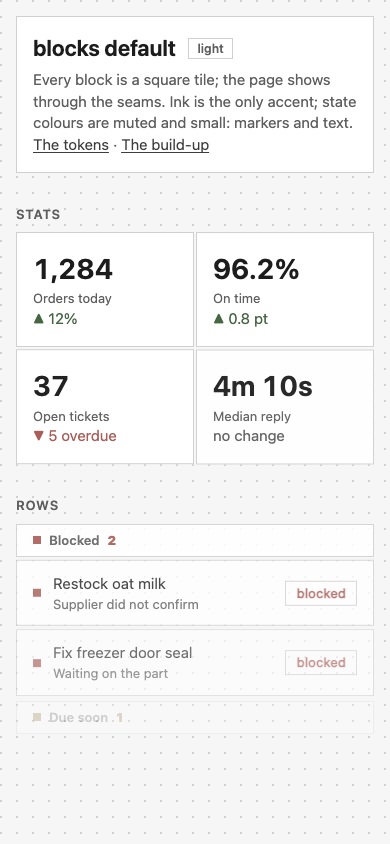 blocks default light
Every block is a square tile; the page shows
through the seams. Ink is the only accent; state
colours are muted and small: markers and text.
The tokens · The build-up
STATS
1,284
Orders today
▲ 12%
96.2%
On time
▲ 0.8 pt
37
Open tickets
▼ 5 overdue
4m 10s
Median reply
no change
ROWS
Blocked 2
Restock oat milk
Supplier did not confirm
blocked
Fix freezer door seal
Waiting on the part
blocked
Due soon 1